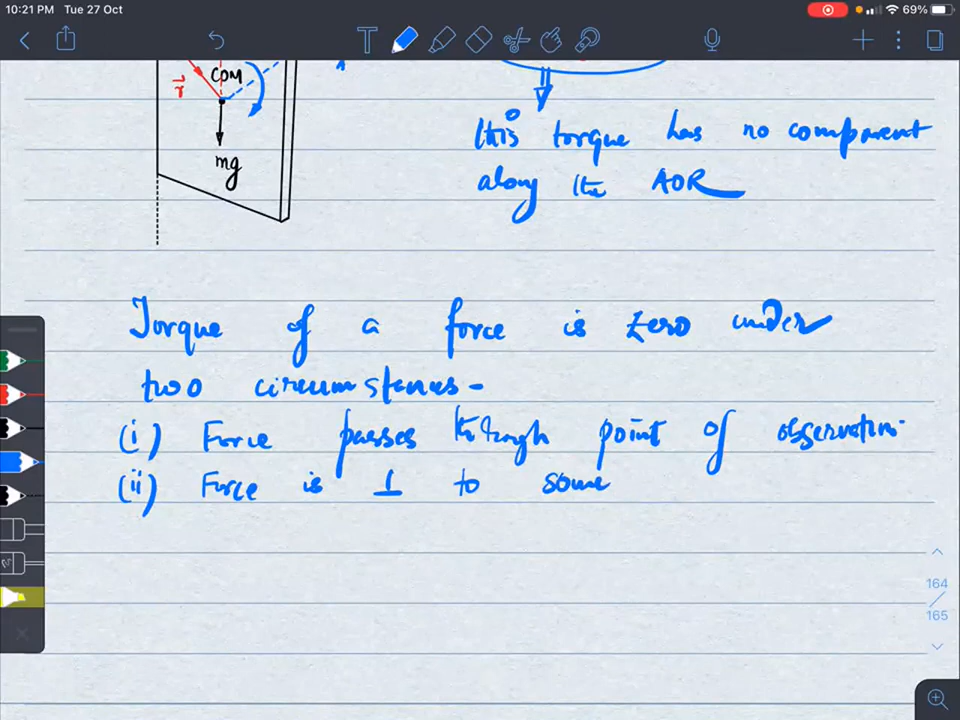 10:21 PM Tue 27 Oct
69%
T
COM
r
mg
this torque has no component
along the AOR
Torque of a force is zero under
two circumstances-
(i) Force passes through point of observation.
(ii) Force is ⊥ to some
164
165